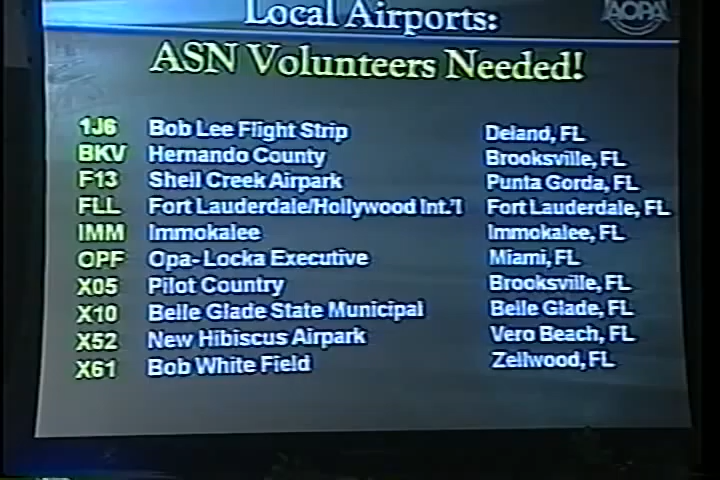 Local Airports:
AOPA
ASN Volunteers Needed!
1J6 Bob Lee Flight Strip Deland, FL
BKV Hernando County Brooksville, FL
F13 Shell Creek Airpark Punta Gorda, FL
FLL Fort Lauderdale/Hollywood Int.'l Fort Lauderdale, FL
IMM Immokalee Immokalee, FL
OPF Opa- Locka Executive Miami, FL
X05 Pilot Country Brooksville, FL
X10 Belle Glade State Municipal Belle Glade, FL
X52 New Hibiscus Airpark Vero Beach, FL
X61 Bob White Field Zellwood, FL